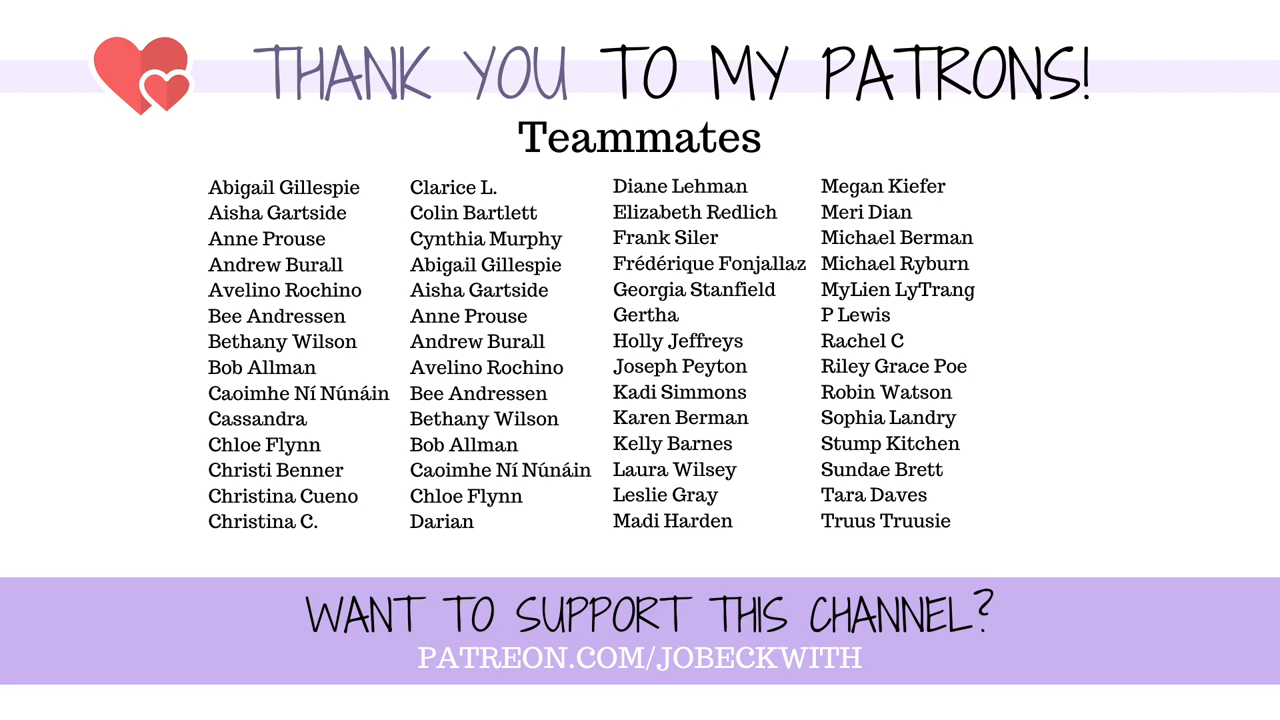 THANK YOU TO MY PATRONS!
Teammates
Abigail Gillespie
Aisha Gartside
Anne Prouse
Andrew Burall
Avelino Rochino
Bee Andressen
Bethany Wilson
Bob Allman
Caoimhe Ní Núnáin
Cassandra
Chloe Flynn
Christi Benner
Christina Cueno
Christina C.
Clarice L.
Colin Bartlett
Cynthia Murphy
Abigail Gillespie
Aisha Gartside
Anne Prouse
Andrew Burall
Avelino Rochino
Bee Andressen
Bethany Wilson
Bob Allman
Caoimhe Ní Núnáin
Chloe Flynn
Darian
Diane Lehman
Elizabeth Redlich
Frank Siler
Frédérique Fonjallaz
Georgia Stanfield
Gertha
Holly Jeffreys
Joseph Peyton
Kadi Simmons
Karen Berman
Kelly Barnes
Laura Wilsey
Leslie Gray
Madi Harden
Megan Kiefer
Meri Dian
Michael Berman
Michael Ryburn
MyLien LyTrang
P Lewis
Rachel C
Riley Grace Poe
Robin Watson
Sophia Landry
Stump Kitchen
Sundae Brett
Tara Daves
Truus Truusie
WANT TO SUPPORT THIS CHANNEL?
PATREON.COM/JOBECKWITH